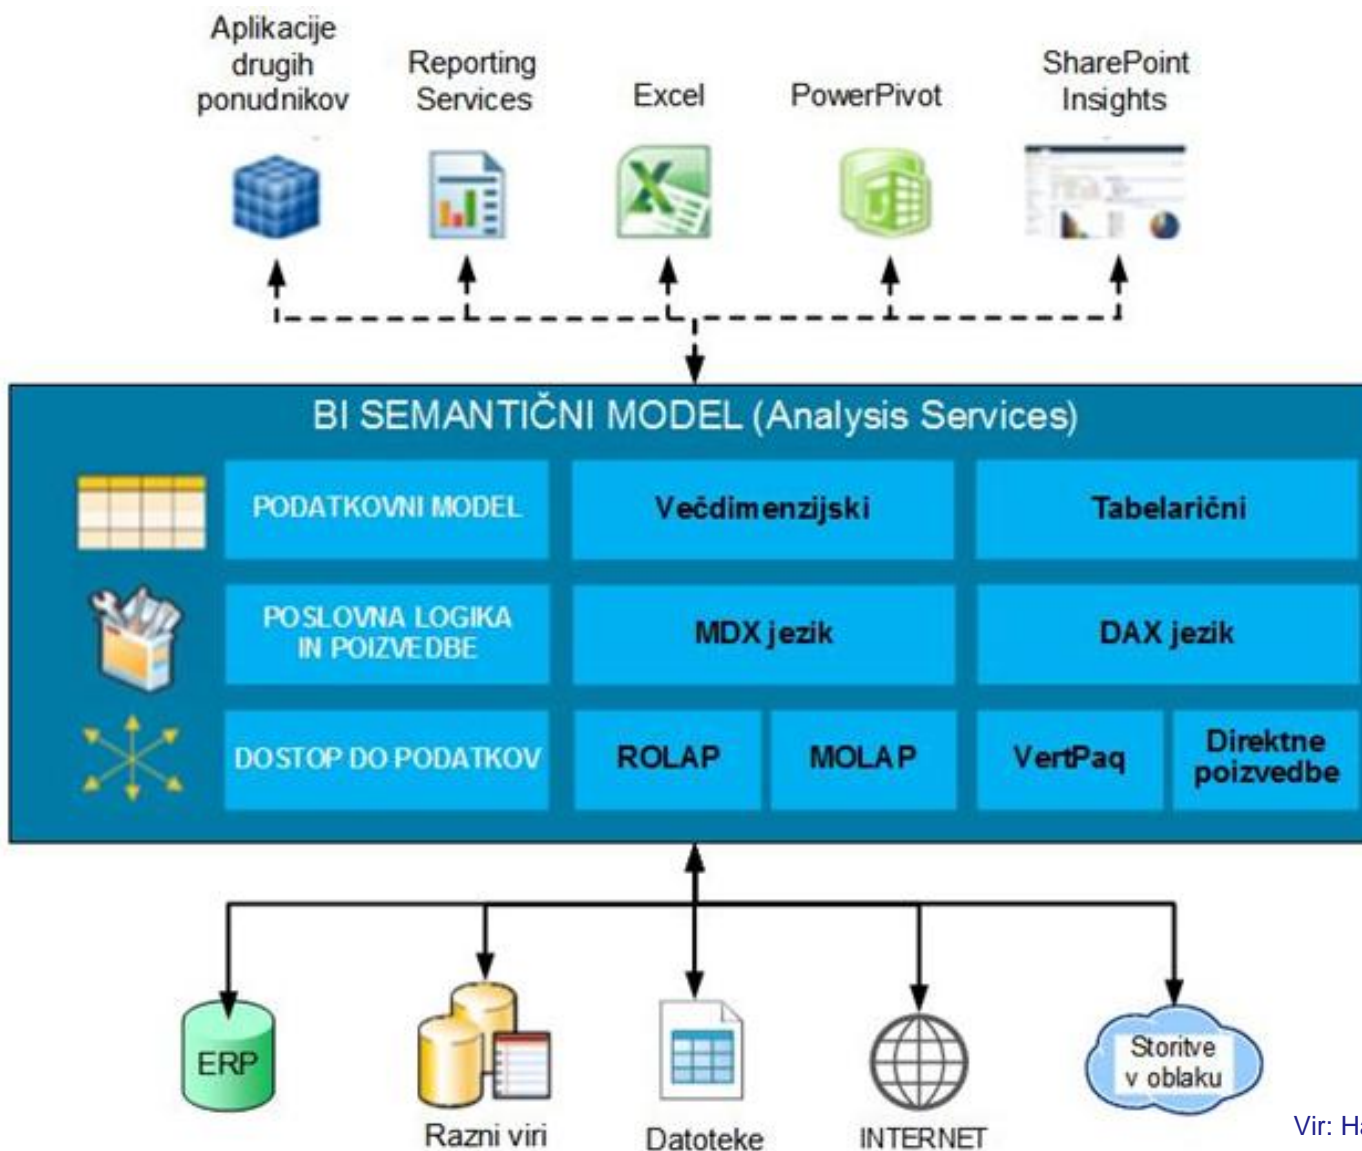 Aplikacije
drugih
ponudnikov
Reporting
Services
Excel
PowerPivot
SharePoint
Insights
BI SEMANTIČNI MODEL (Analysis Services)
PODATKOVNI MODEL
Večdimenzijski
Tabelarični
POSLOVNA LOGIKA
IN POIZVEDBE
MDX jezik
DAX jezik
DOSTOP DO PODATKOV
ROLAP
MOLAP
VertPaq
Direktne
poizvedbe
ERP
Razni viri
Datoteke
INTERNET
Storitve
v oblaku
Vir: